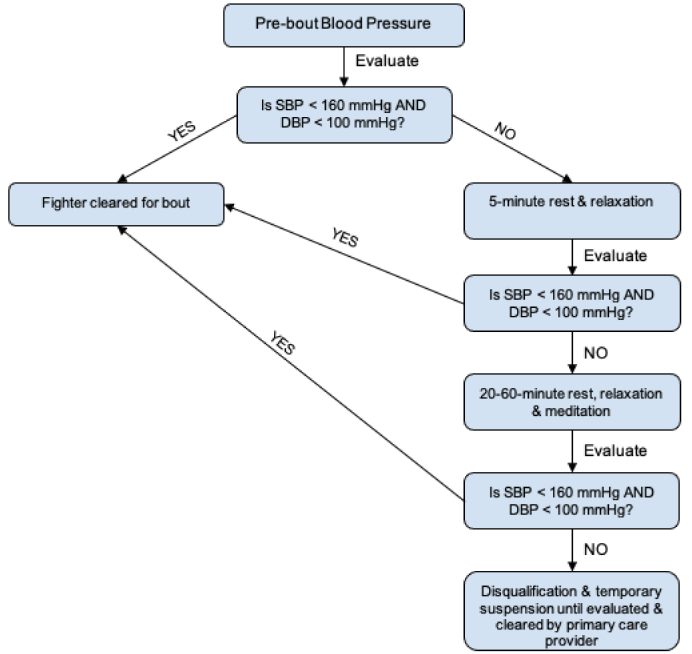 Pre-bout Blood Pressure
Evaluate
Is SBP < 160 mmHg AND
DBP < 100 mmHg?
YES
NO
Fighter cleared for bout
5-minute rest & relaxation
YES
Evaluate
Is SBP < 160 mmHg AND
DBP < 100 mmHg?
YES
NO
20-60-minute rest, relaxation
& meditation
Evaluate
Is SBP < 160 mmHg AND
DBP < 100 mmHg?
NO
Disqualification & temporary
suspension until evaluated &
cleared by primary care
provider